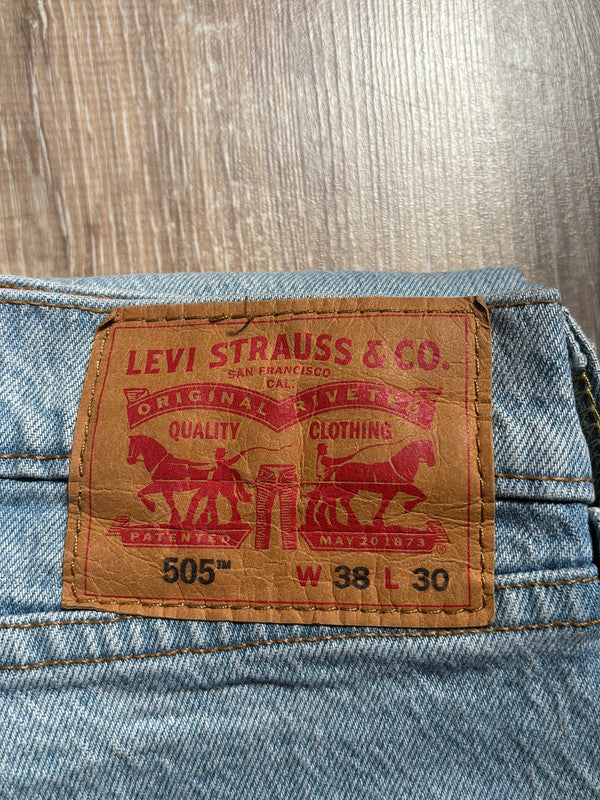 LEVI STRAUSS & CO.
SAN FRANCISCO
CAL.
ORIGINAL RIVETED
QUALITY CLOTHING
PATENTED MAY 20 1873
505™ W 38 L 30